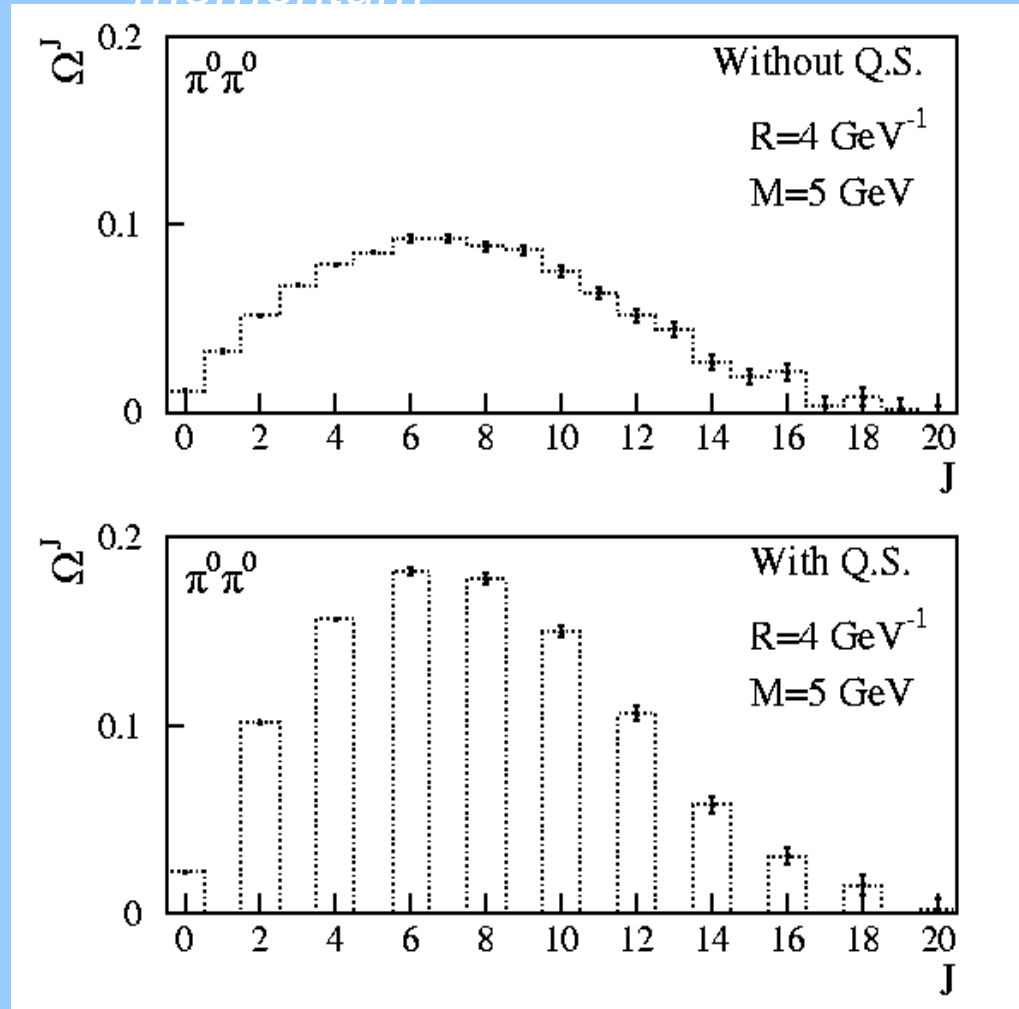 momentum
0.2
Ω^J
π⁰π⁰
Without Q.S.
R=4 GeV⁻¹
M=5 GeV
0.1
0
0 2 4 6 8 10 12 14 16 18 20
J
0.2
Ω^J
π⁰π⁰
With Q.S.
R=4 GeV⁻¹
M=5 GeV
0.1
0
0 2 4 6 8 10 12 14 16 18 20
J